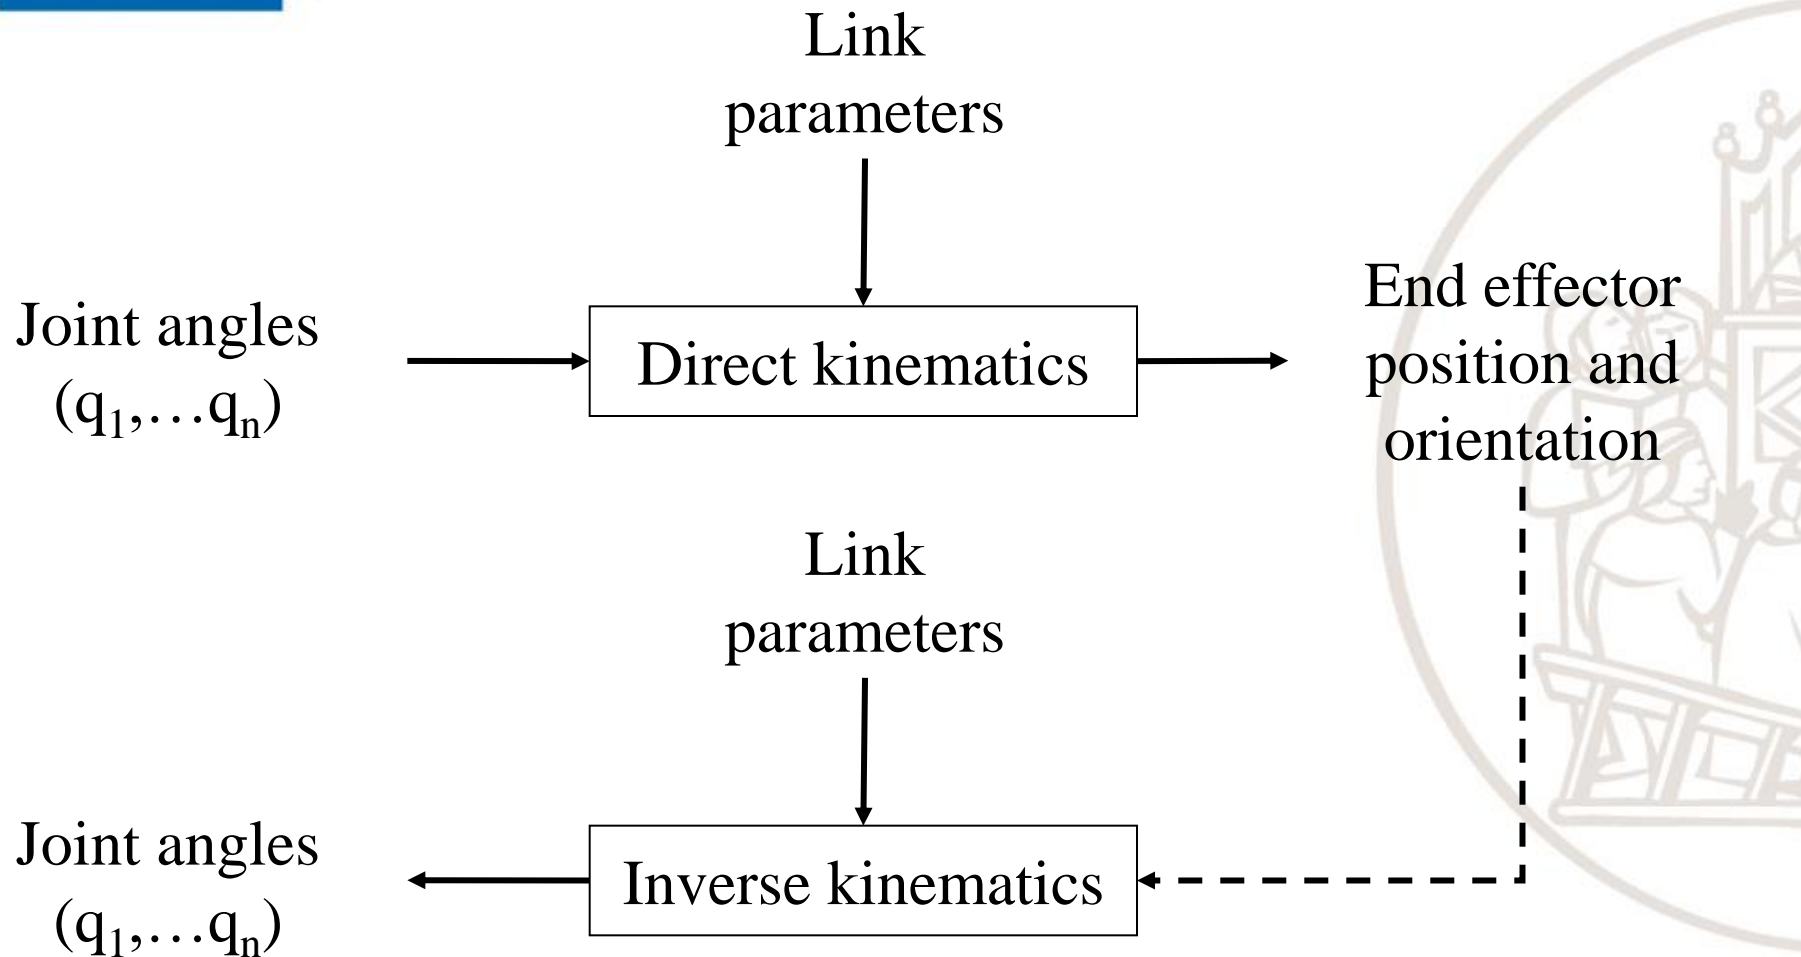 Link
parameters
Joint angles
(q₁,…qₙ)
Direct kinematics
End effector
position and
orientation
Link
parameters
Joint angles
(q₁,…qₙ)
Inverse kinematics